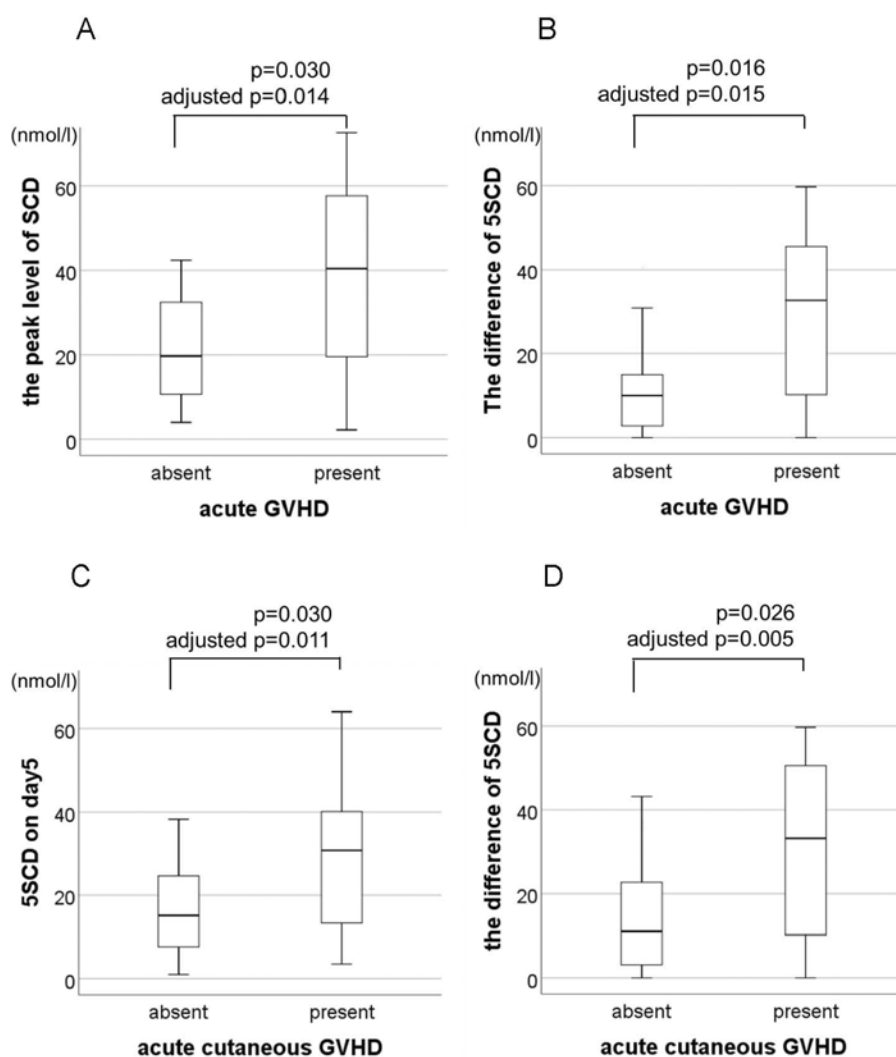 A
p=0.030
adjusted p=0.014
(nmol/l)
the peak level of SCD
60
40
20
0
absent present
acute GVHD
B
p=0.016
adjusted p=0.015
(nmol/l)
The difference of 5SCD
60
40
20
0
absent present
acute GVHD
C
p=0.030
adjusted p=0.011
(nmol/l)
5SCD on day5
60
40
20
0
absent present
acute cutaneous GVHD
D
p=0.026
adjusted p=0.005
(nmol/l)
the difference of 5SCD
60
40
20
0
absent present
acute cutaneous GVHD